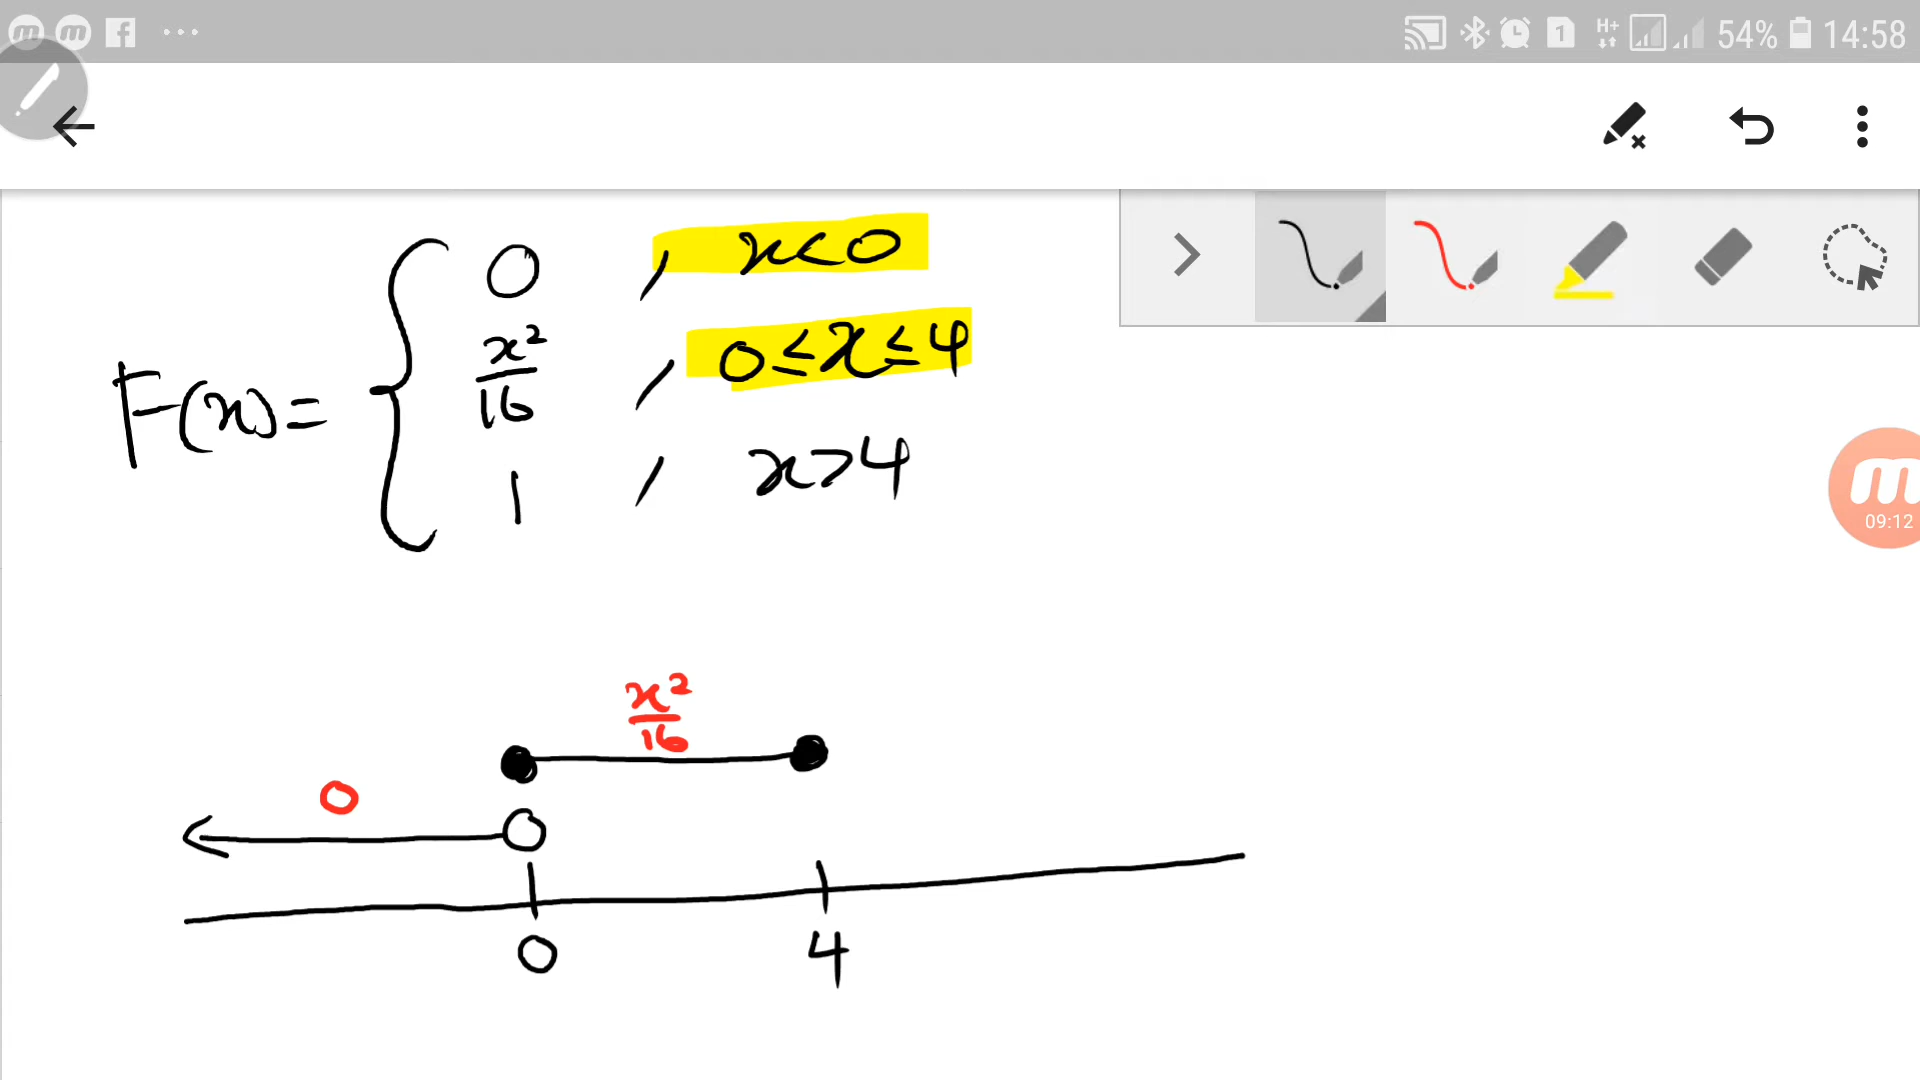 54% 14:58
0 , x<0
F(x)= x²/16 , 0≤x≤4
1 , x>4
09:12
x²/16
0
0 4